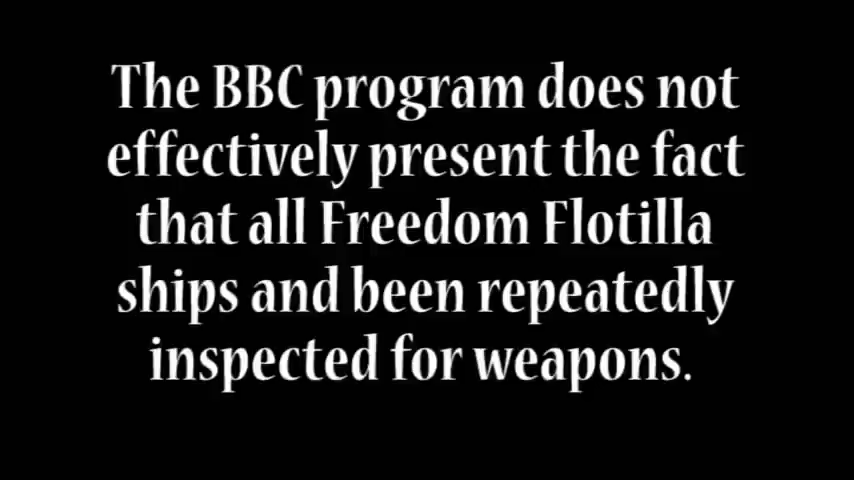 The BBC program does not
effectively present the fact
that all Freedom Flotilla
ships and been repeatedly
inspected for weapons.